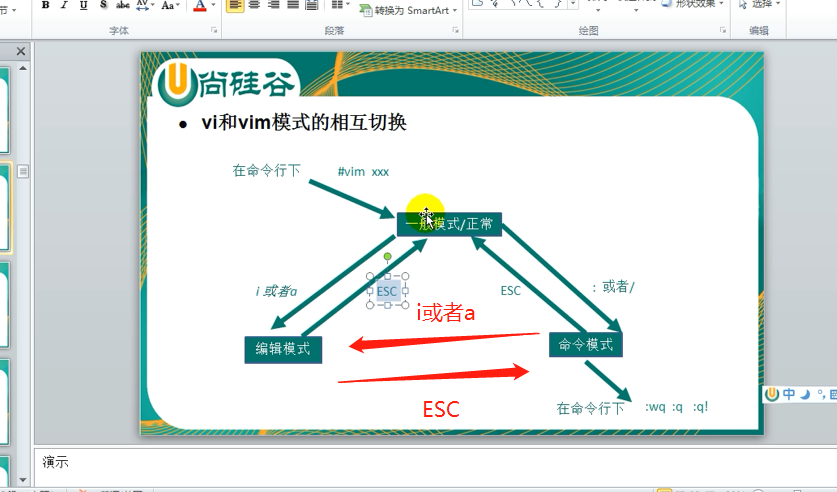 B I U S abc AV Aa A
转换为 SmartArt
形状效果
选择
字体
段落
绘图
编辑
尚硅谷
• vi和vim模式的相互切换
在命令行下 #vim xxx
一般模式/正常
i 或者a
ESC
ESC
: 或者/
i或者a
编辑模式
命令模式
ESC
在命令行下 :wq :q :q!
中
演示